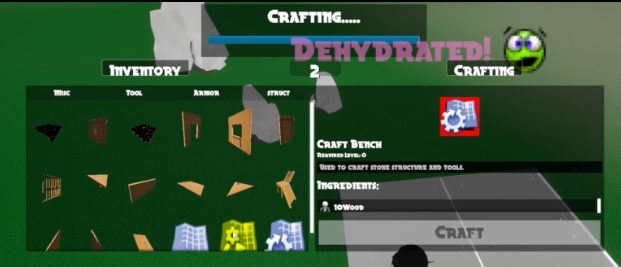 Crafting.....
Dehydrated!
Inventory
2
Crafting
Misc
Tool
Armor
struct
Craft Bench
Required Level: 0
Used to craft stone structure and tools.
Ingredients:
10Wood
Craft